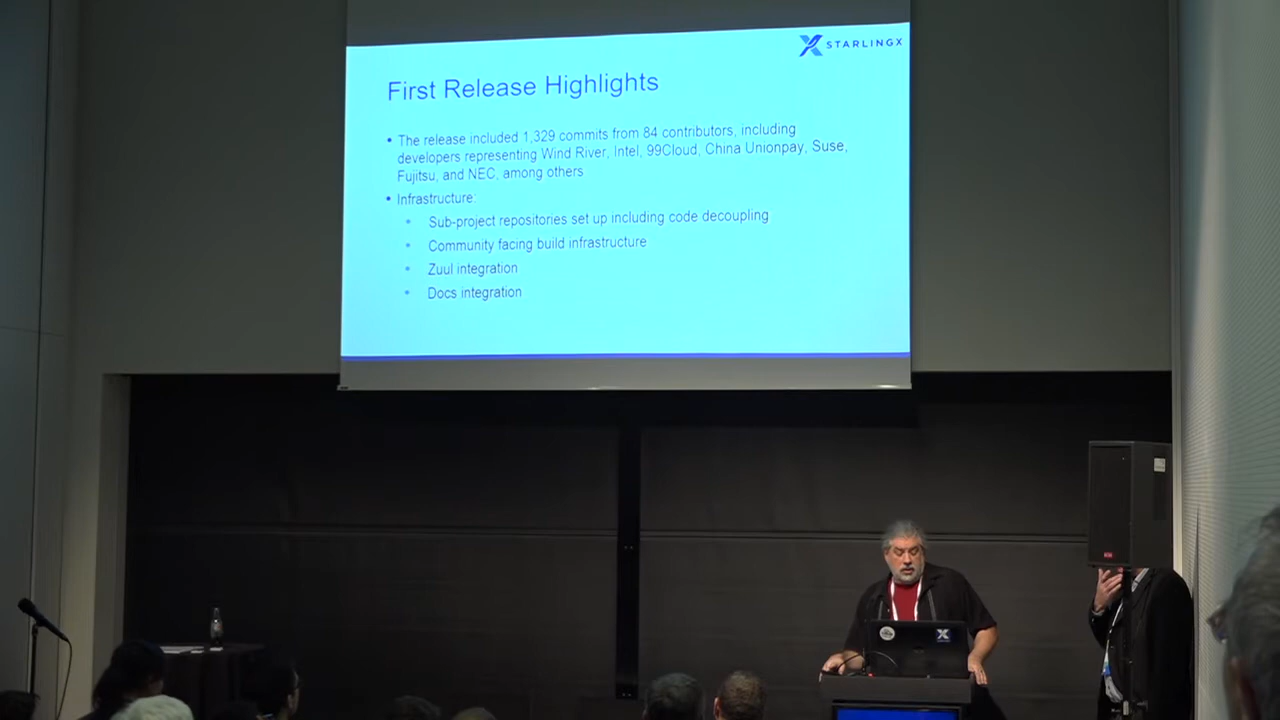 STARLINGX
First Release Highlights
• The release included 1,329 commits from 84 contributors, including
developers representing Wind River, Intel, 99Cloud, China Unionpay, Suse,
Fujitsu, and NEC, among others
• Infrastructure:
• Sub-project repositories set up including code decoupling
• Community facing build infrastructure
• Zuul integration
• Docs integration